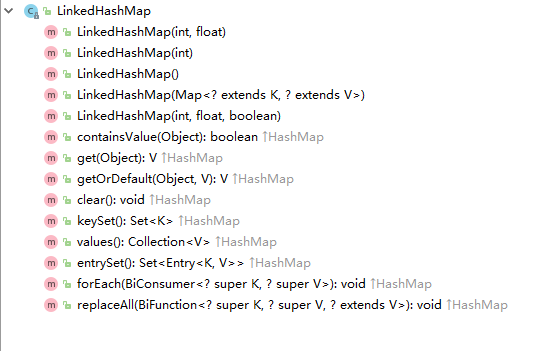 LinkedHashMap
LinkedHashMap(int, float)
LinkedHashMap(int)
LinkedHashMap()
LinkedHashMap(Map<? extends K, ? extends V>)
LinkedHashMap(int, float, boolean)
containsValue(Object): boolean ↑HashMap
get(Object): V ↑HashMap
getOrDefault(Object, V): V ↑HashMap
clear(): void ↑HashMap
keySet(): Set<K> ↑HashMap
values(): Collection<V> ↑HashMap
entrySet(): Set<Entry<K, V>> ↑HashMap
forEach(BiConsumer<? super K, ? super V>): void ↑HashMap
replaceAll(BiFunction<? super K, ? super V, ? extends V>): void ↑HashMap